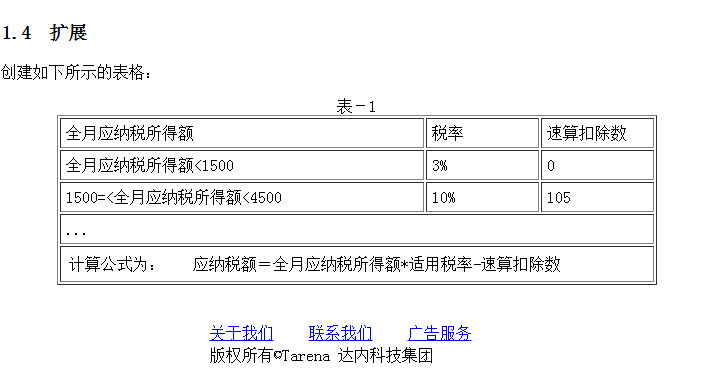 1.4 扩展
创建如下所示的表格：
表－1
全月应纳税所得额 税率 速算扣除数
全月应纳税所得额<1500 3% 0
1500=<全月应纳税所得额<4500 10% 105
...
计算公式为： 应纳税额＝全月应纳税所得额*适用税率-速算扣除数
关于我们 联系我们 广告服务
版权所有©Tarena 达内科技集团